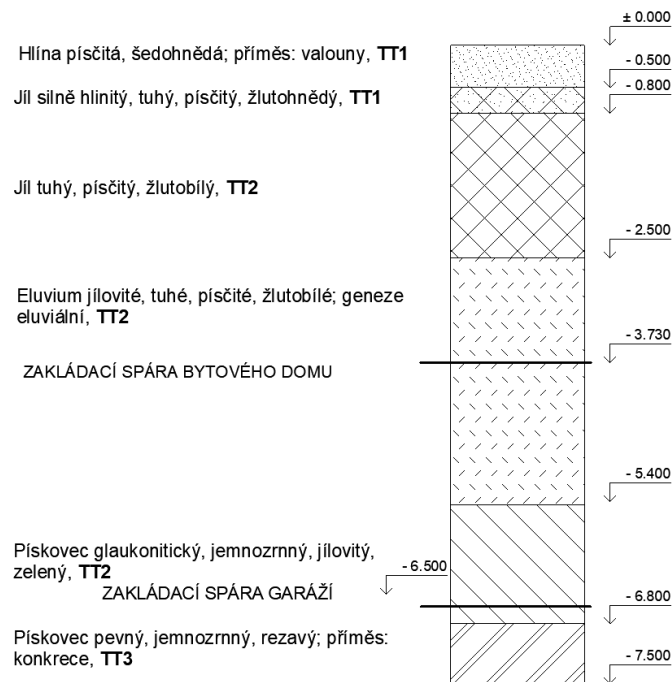 ± 0.000
Hlína písčitá, šedohnědá; příměs: valouny, TT1
- 0.500
- 0.800
Jíl silně hlinitý, tuhý, písčitý, žlutohnědý, TT1
Jíl tuhý, písčitý, žlutobílý, TT2
- 2.500
Eluvium jílovité, tuhé, písčité, žlutobílé; geneze
eluviální, TT2
- 3.730
ZAKLÁDACÍ SPÁRA BYTOVÉHO DOMU
- 5.400
Pískovec glaukonitický, jemnozrnný, jílovitý,
zelený, TT2
- 6.500
ZAKLÁDACÍ SPÁRA GARÁŽÍ
- 6.800
Pískovec pevný, jemnozrnný, rezavý; příměs:
konkrece, TT3
- 7.500